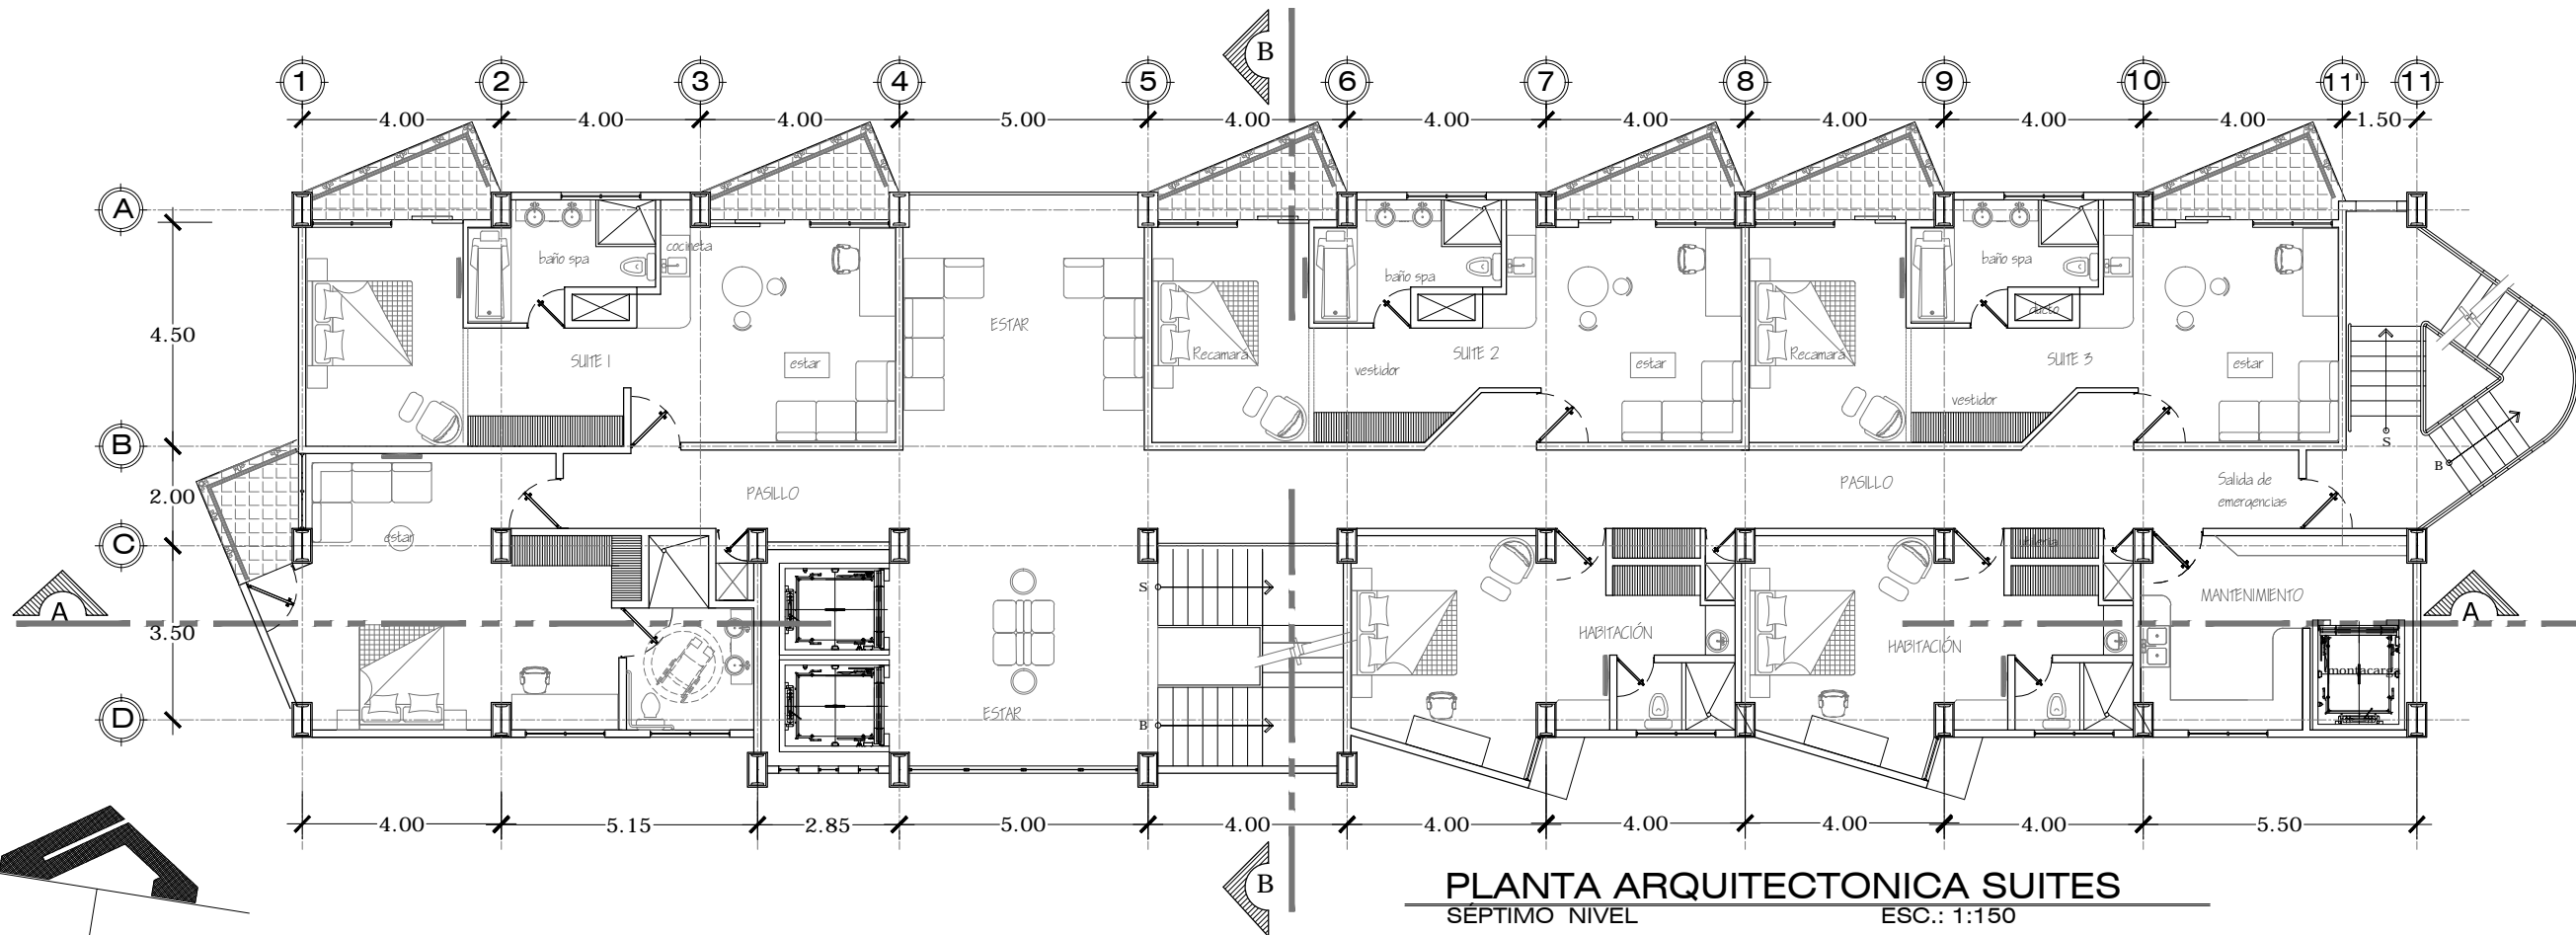 B
1 2 3 4 5 6 7 8 9 10 11' 11
4.00 4.00 4.00 5.00 4.00 4.00 4.00 4.00 4.00 4.00 1.50
A
cocineta
baño spa
baño spa
baño spa
ducto
ESTAR
4.50
SUITE 1
estar
Recamará
SUITE 2
vestidor
estar
Recamará
SUITE 3
vestidor
estar
B
S
B
2.00
PASILLO
PASILLO
Salida de
emergencias
C
estar
utileria
A
3.50
S
HABITACIÓN
HABITACIÓN
MANTENIMIENTO
A
montacarga
D
ESTAR
B
4.00 5.15 2.85 5.00 4.00 4.00 4.00 4.00 4.00 5.50
B
PLANTA ARQUITECTONICA SUITES
SÉPTIMO NIVEL ESC.: 1:150